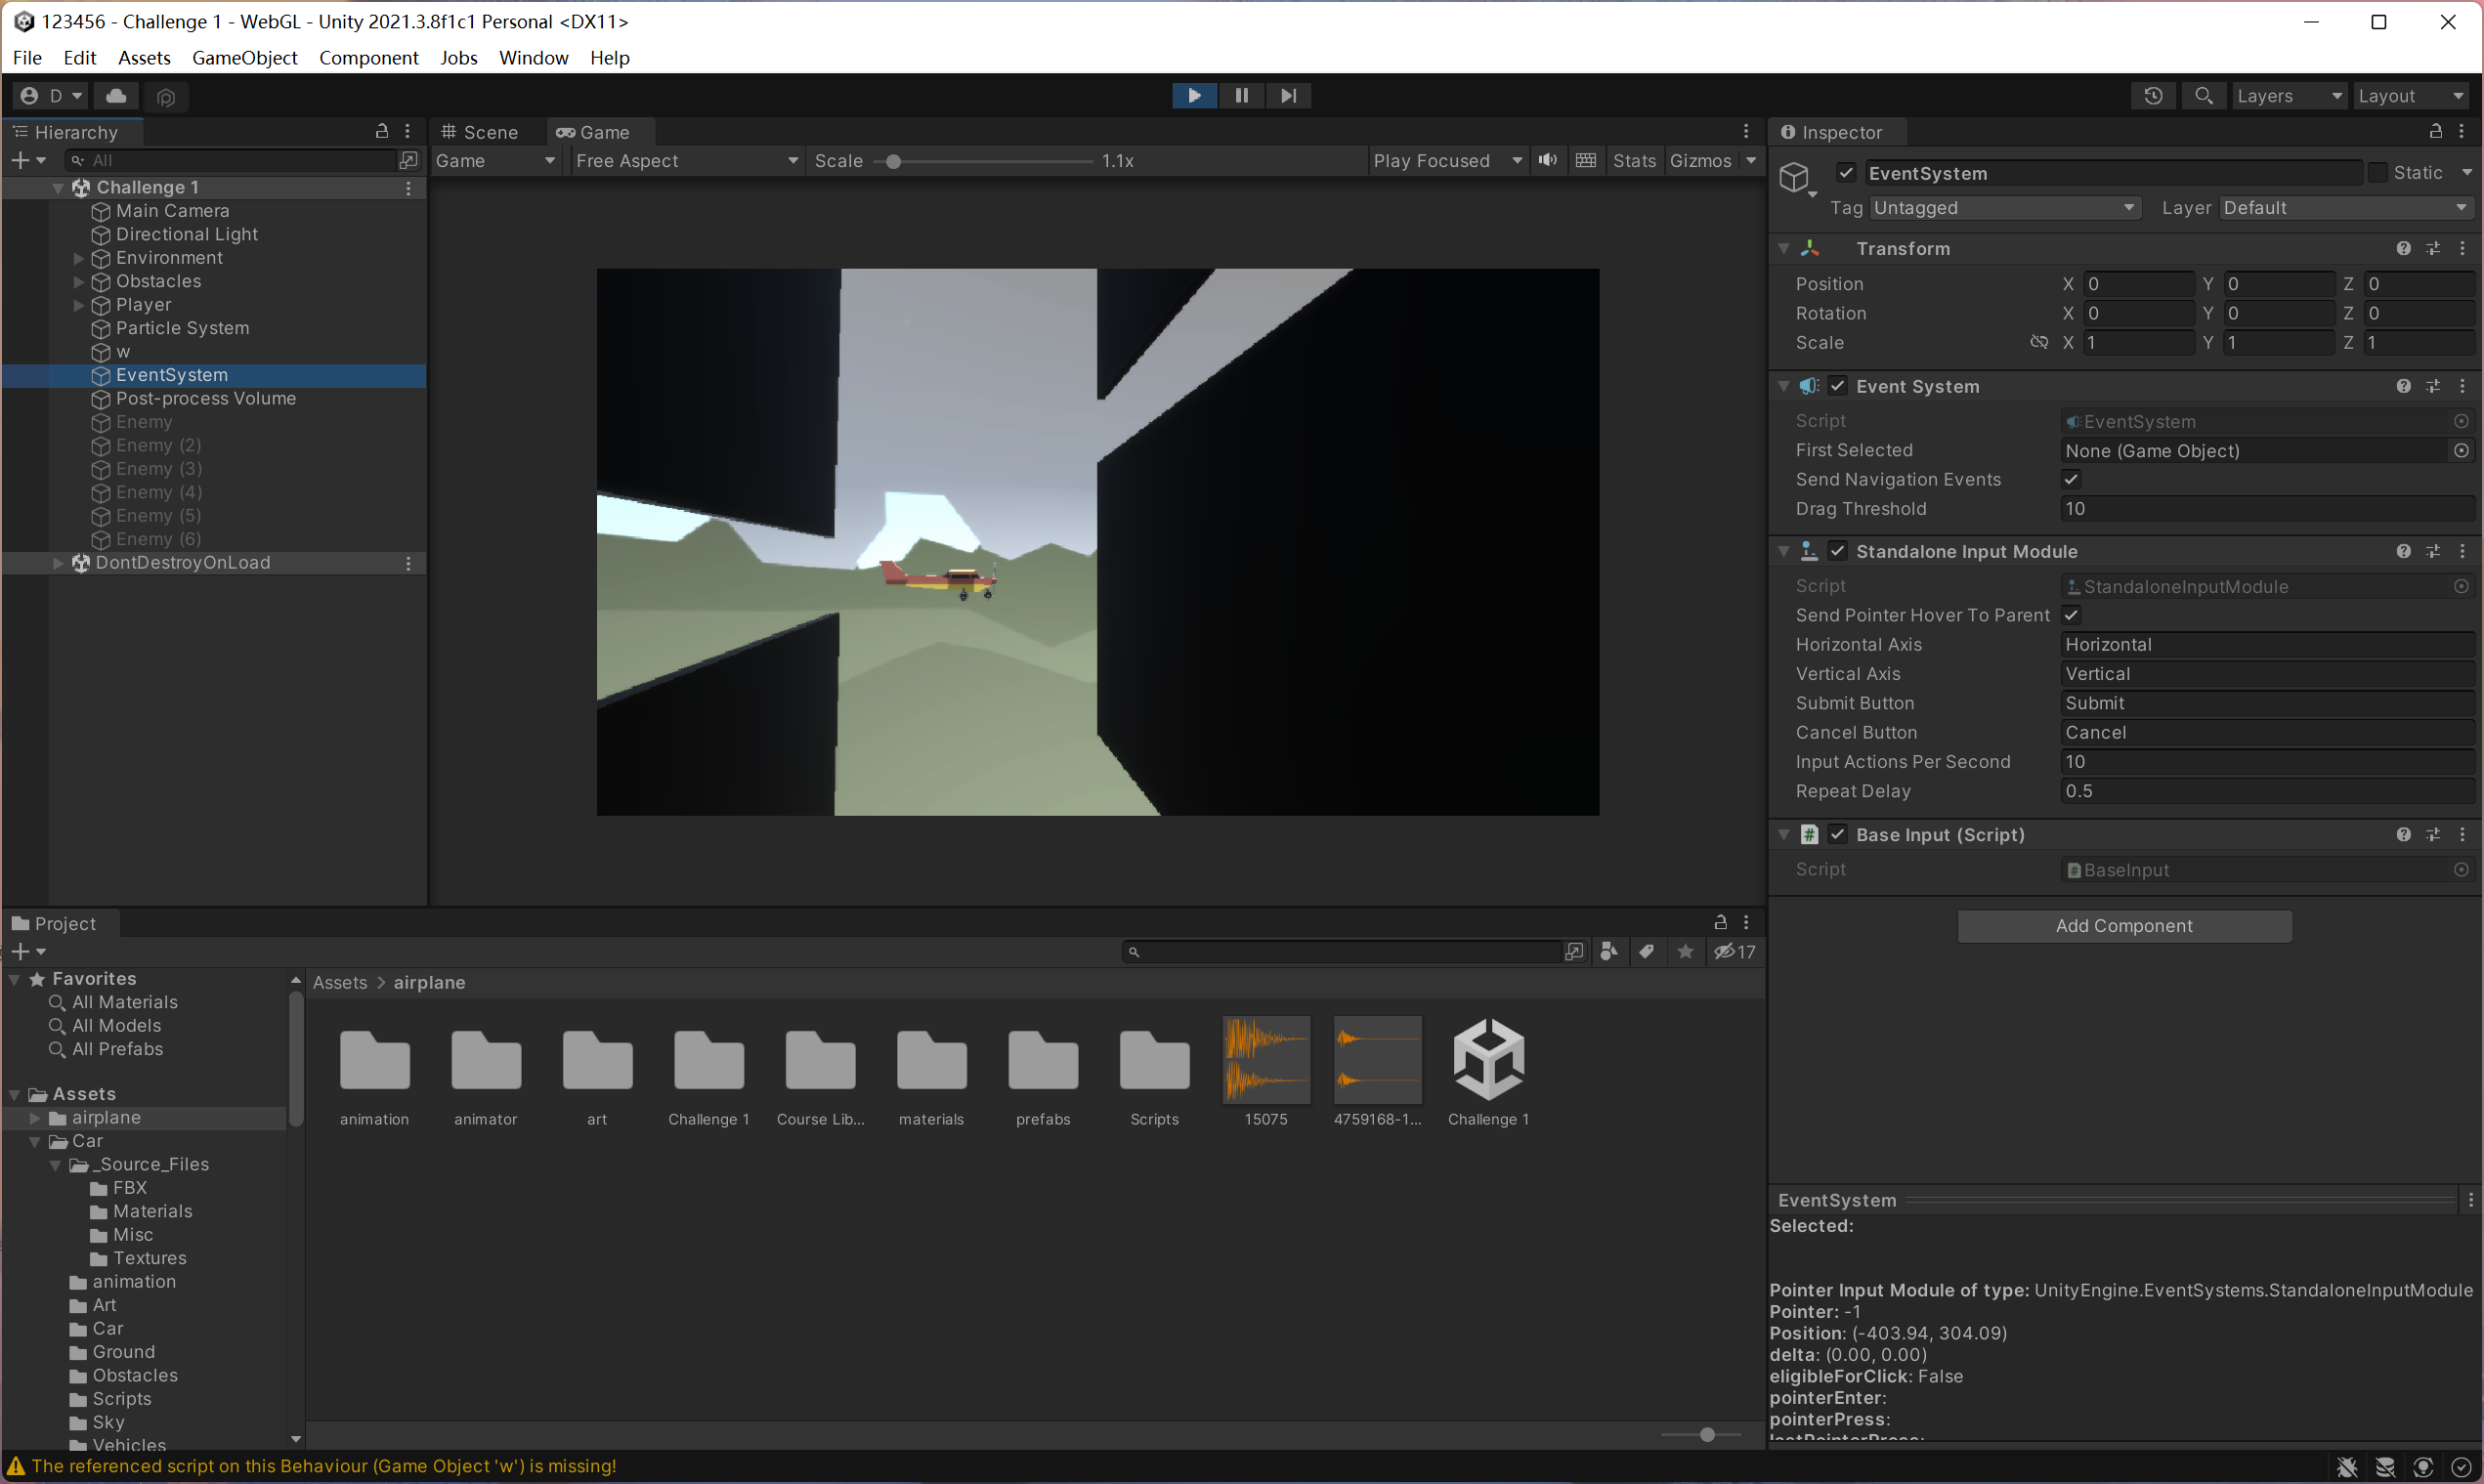 123456 - Challenge 1 - WebGL - Unity 2021.3.8f1c1 Personal <DX11>
File Edit Assets GameObject Component Jobs Window Help
D
Layers Layout
Hierarchy
All
Challenge 1
Main Camera
Directional Light
Environment
Obstacles
Player
Particle System
w
EventSystem
Post-process Volume
Enemy
Enemy (2)
Enemy (3)
Enemy (4)
Enemy (5)
Enemy (6)
DontDestroyOnLoad
Scene Game
Game Free Aspect Scale 1.1x Play Focused Stats Gizmos
Inspector
EventSystem Static
Tag Untagged Layer Default
Transform
Position X 0 Y 0 Z 0
Rotation X 0 Y 0 Z 0
Scale X 1 Y 1 Z 1
Event System
Script EventSystem
First Selected None (Game Object)
Send Navigation Events
Drag Threshold 10
Standalone Input Module
Script StandaloneInputModule
Send Pointer Hover To Parent
Horizontal Axis Horizontal
Vertical Axis Vertical
Submit Button Submit
Cancel Button Cancel
Input Actions Per Second 10
Repeat Delay 0.5
Base Input (Script)
Script BaseInput
Add Component
Project
17
Favorites
All Materials
All Models
All Prefabs
Assets
airplane
Car
_Source_Files
FBX
Materials
Misc
Textures
animation
Art
Car
Ground
Obstacles
Scripts
Sky
Vehicles
Assets > airplane
animation animator art Challenge 1 Course Lib... materials prefabs Scripts 15075 4759168-1... Challenge 1
EventSystem
Selected:
Pointer Input Module of type: UnityEngine.EventSystems.StandaloneInputModule
Pointer: -1
Position: (-403.94, 304.09)
delta: (0.00, 0.00)
eligibleForClick: False
pointerEnter:
pointerPress:
lastPointerPress:
The referenced script on this Behaviour (Game Object 'w') is missing!